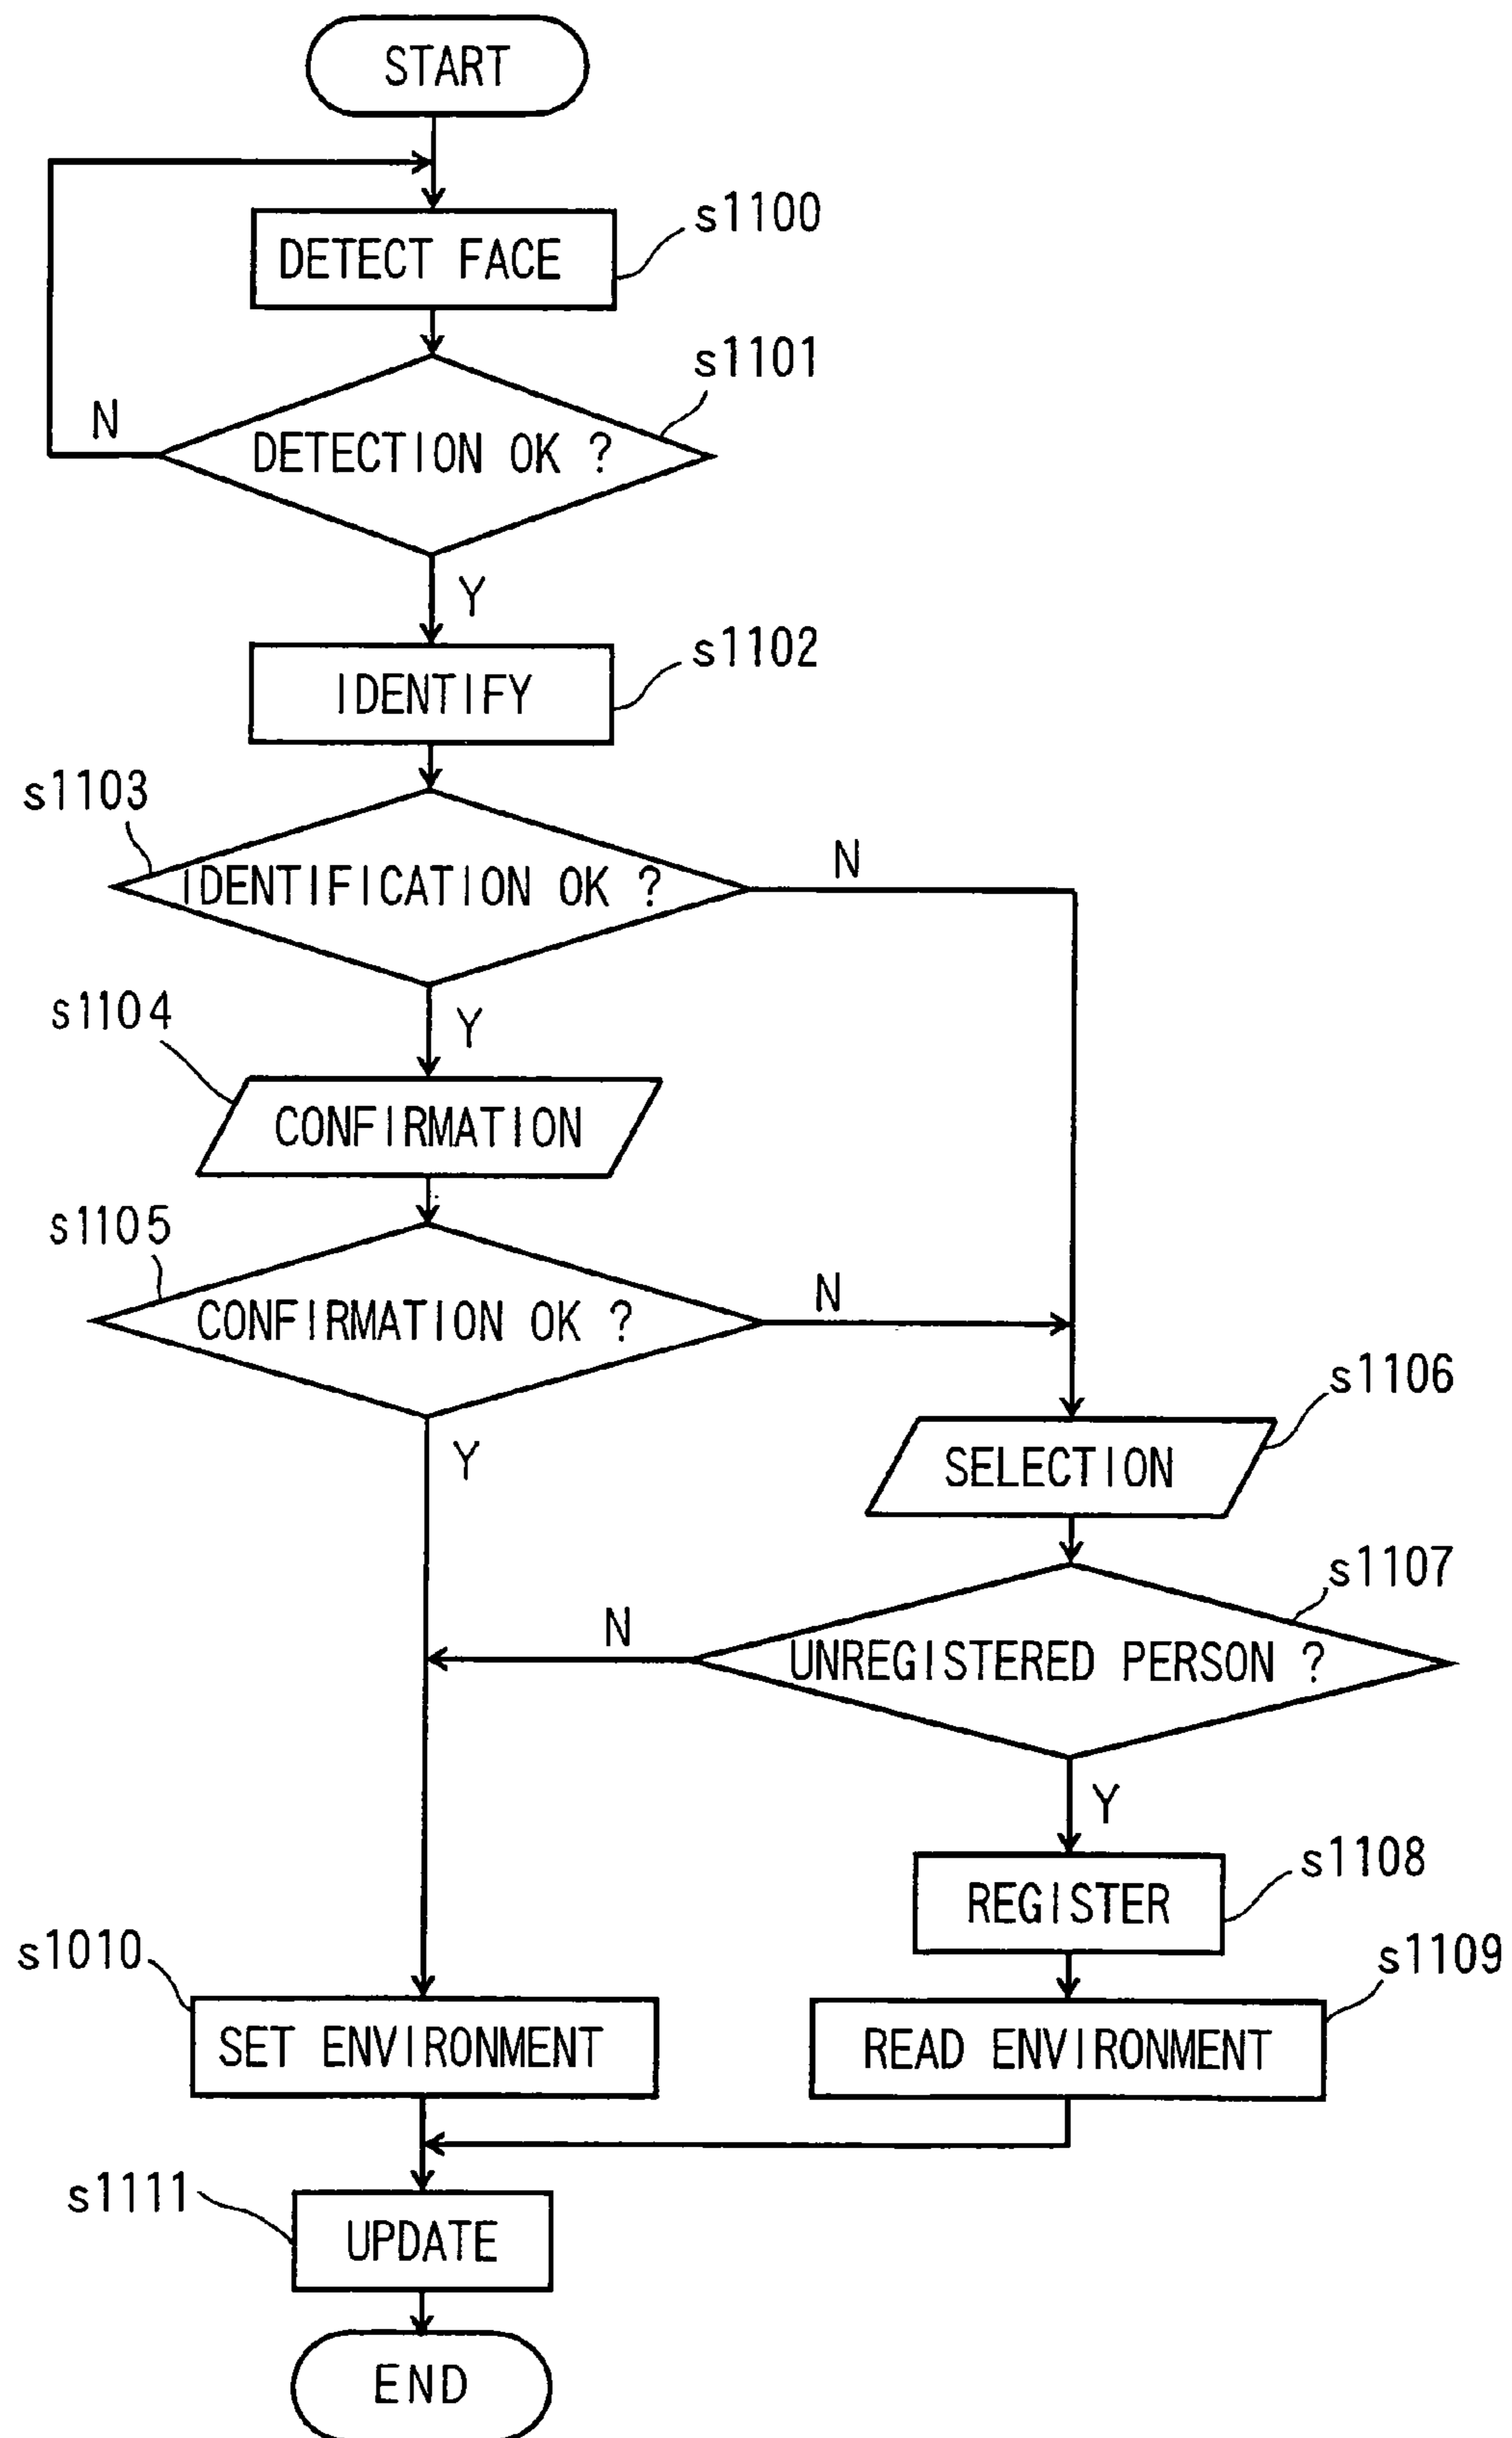 START
DETECT FACE
s1100
DETECTION OK ?
s1101
N
Y
IDENTIFY
s1102
s1103
IDENTIFICATION OK ?
N
Y
s1104
CONFIRMATION
s1105
CONFIRMATION OK ?
N
Y
s1106
SELECTION
s1107
UNREGISTERED PERSON ?
N
Y
s1108
REGISTER
s1010
SET ENVIRONMENT
s1109
READ ENVIRONMENT
s1111
UPDATE
END